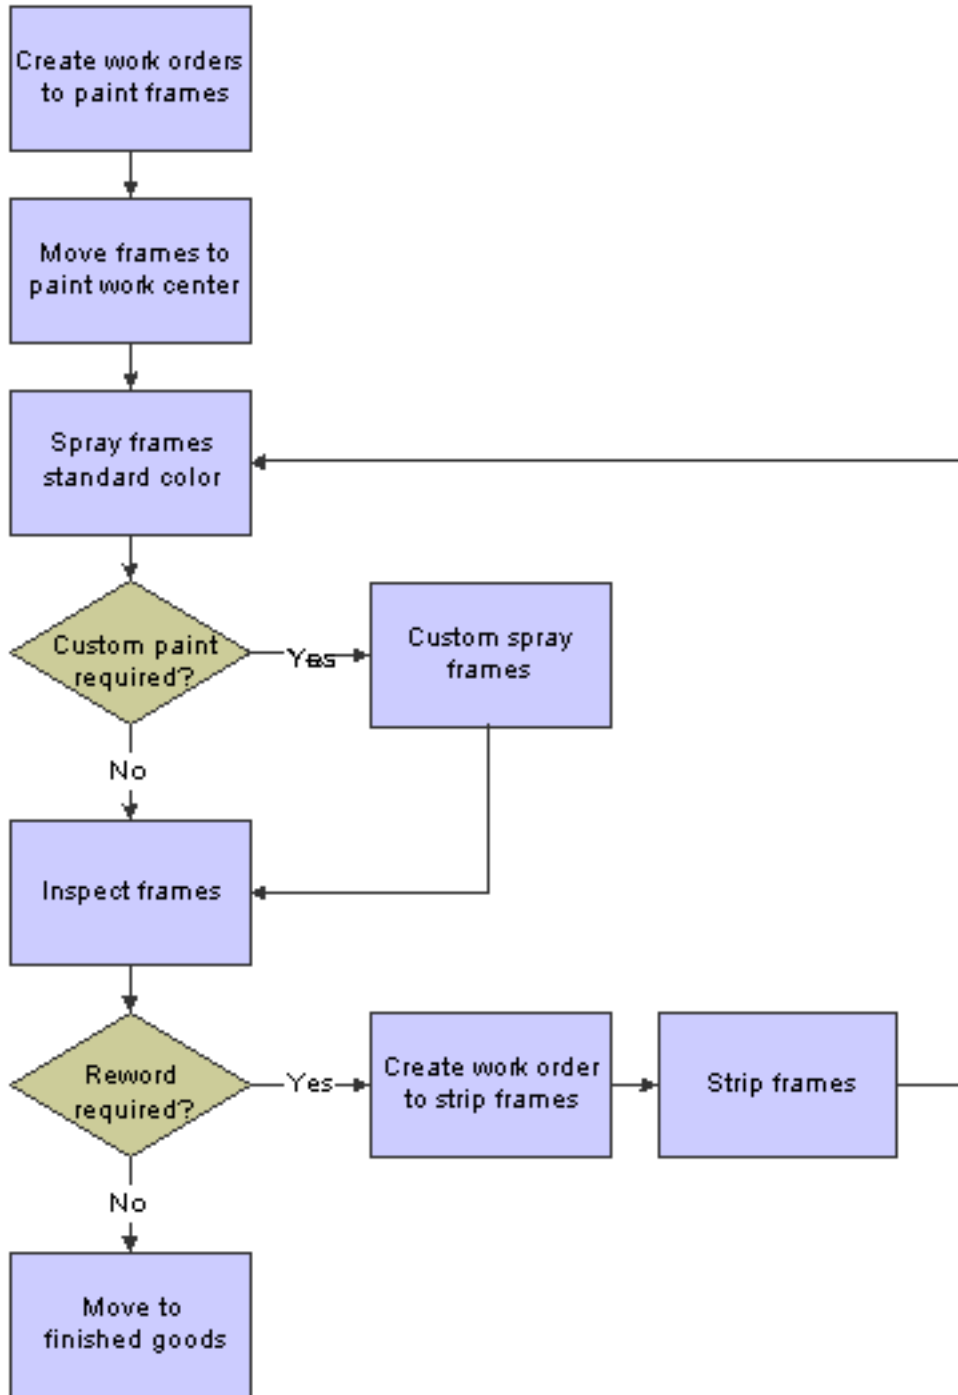 Create work orders
to paint frames
Move frames to
paint work center
Spray frames
standard color
Custom paint
required?
Yes
Custom spray
frames
No
Inspect frames
Reword
required?
Yes
Create work order
to strip frames
Strip frames
No
Move to
finished goods